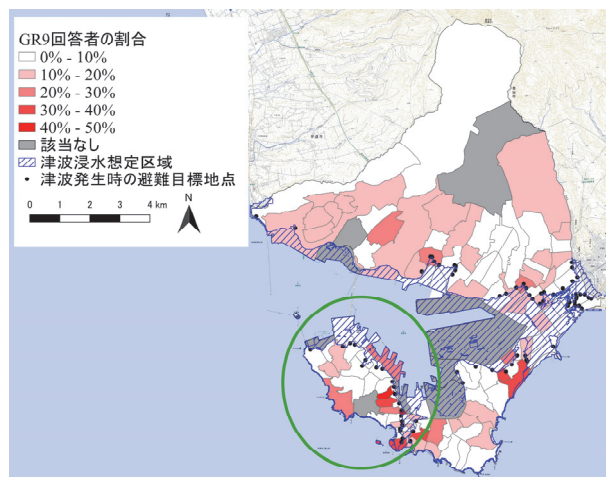 GR9回答者の割合
0% - 10%
10% - 20%
20% - 30%
30% - 40%
40% - 50%
該当なし
津波浸水想定区域
津波発生時の避難目標地点
N
0 1 2 3 4 km